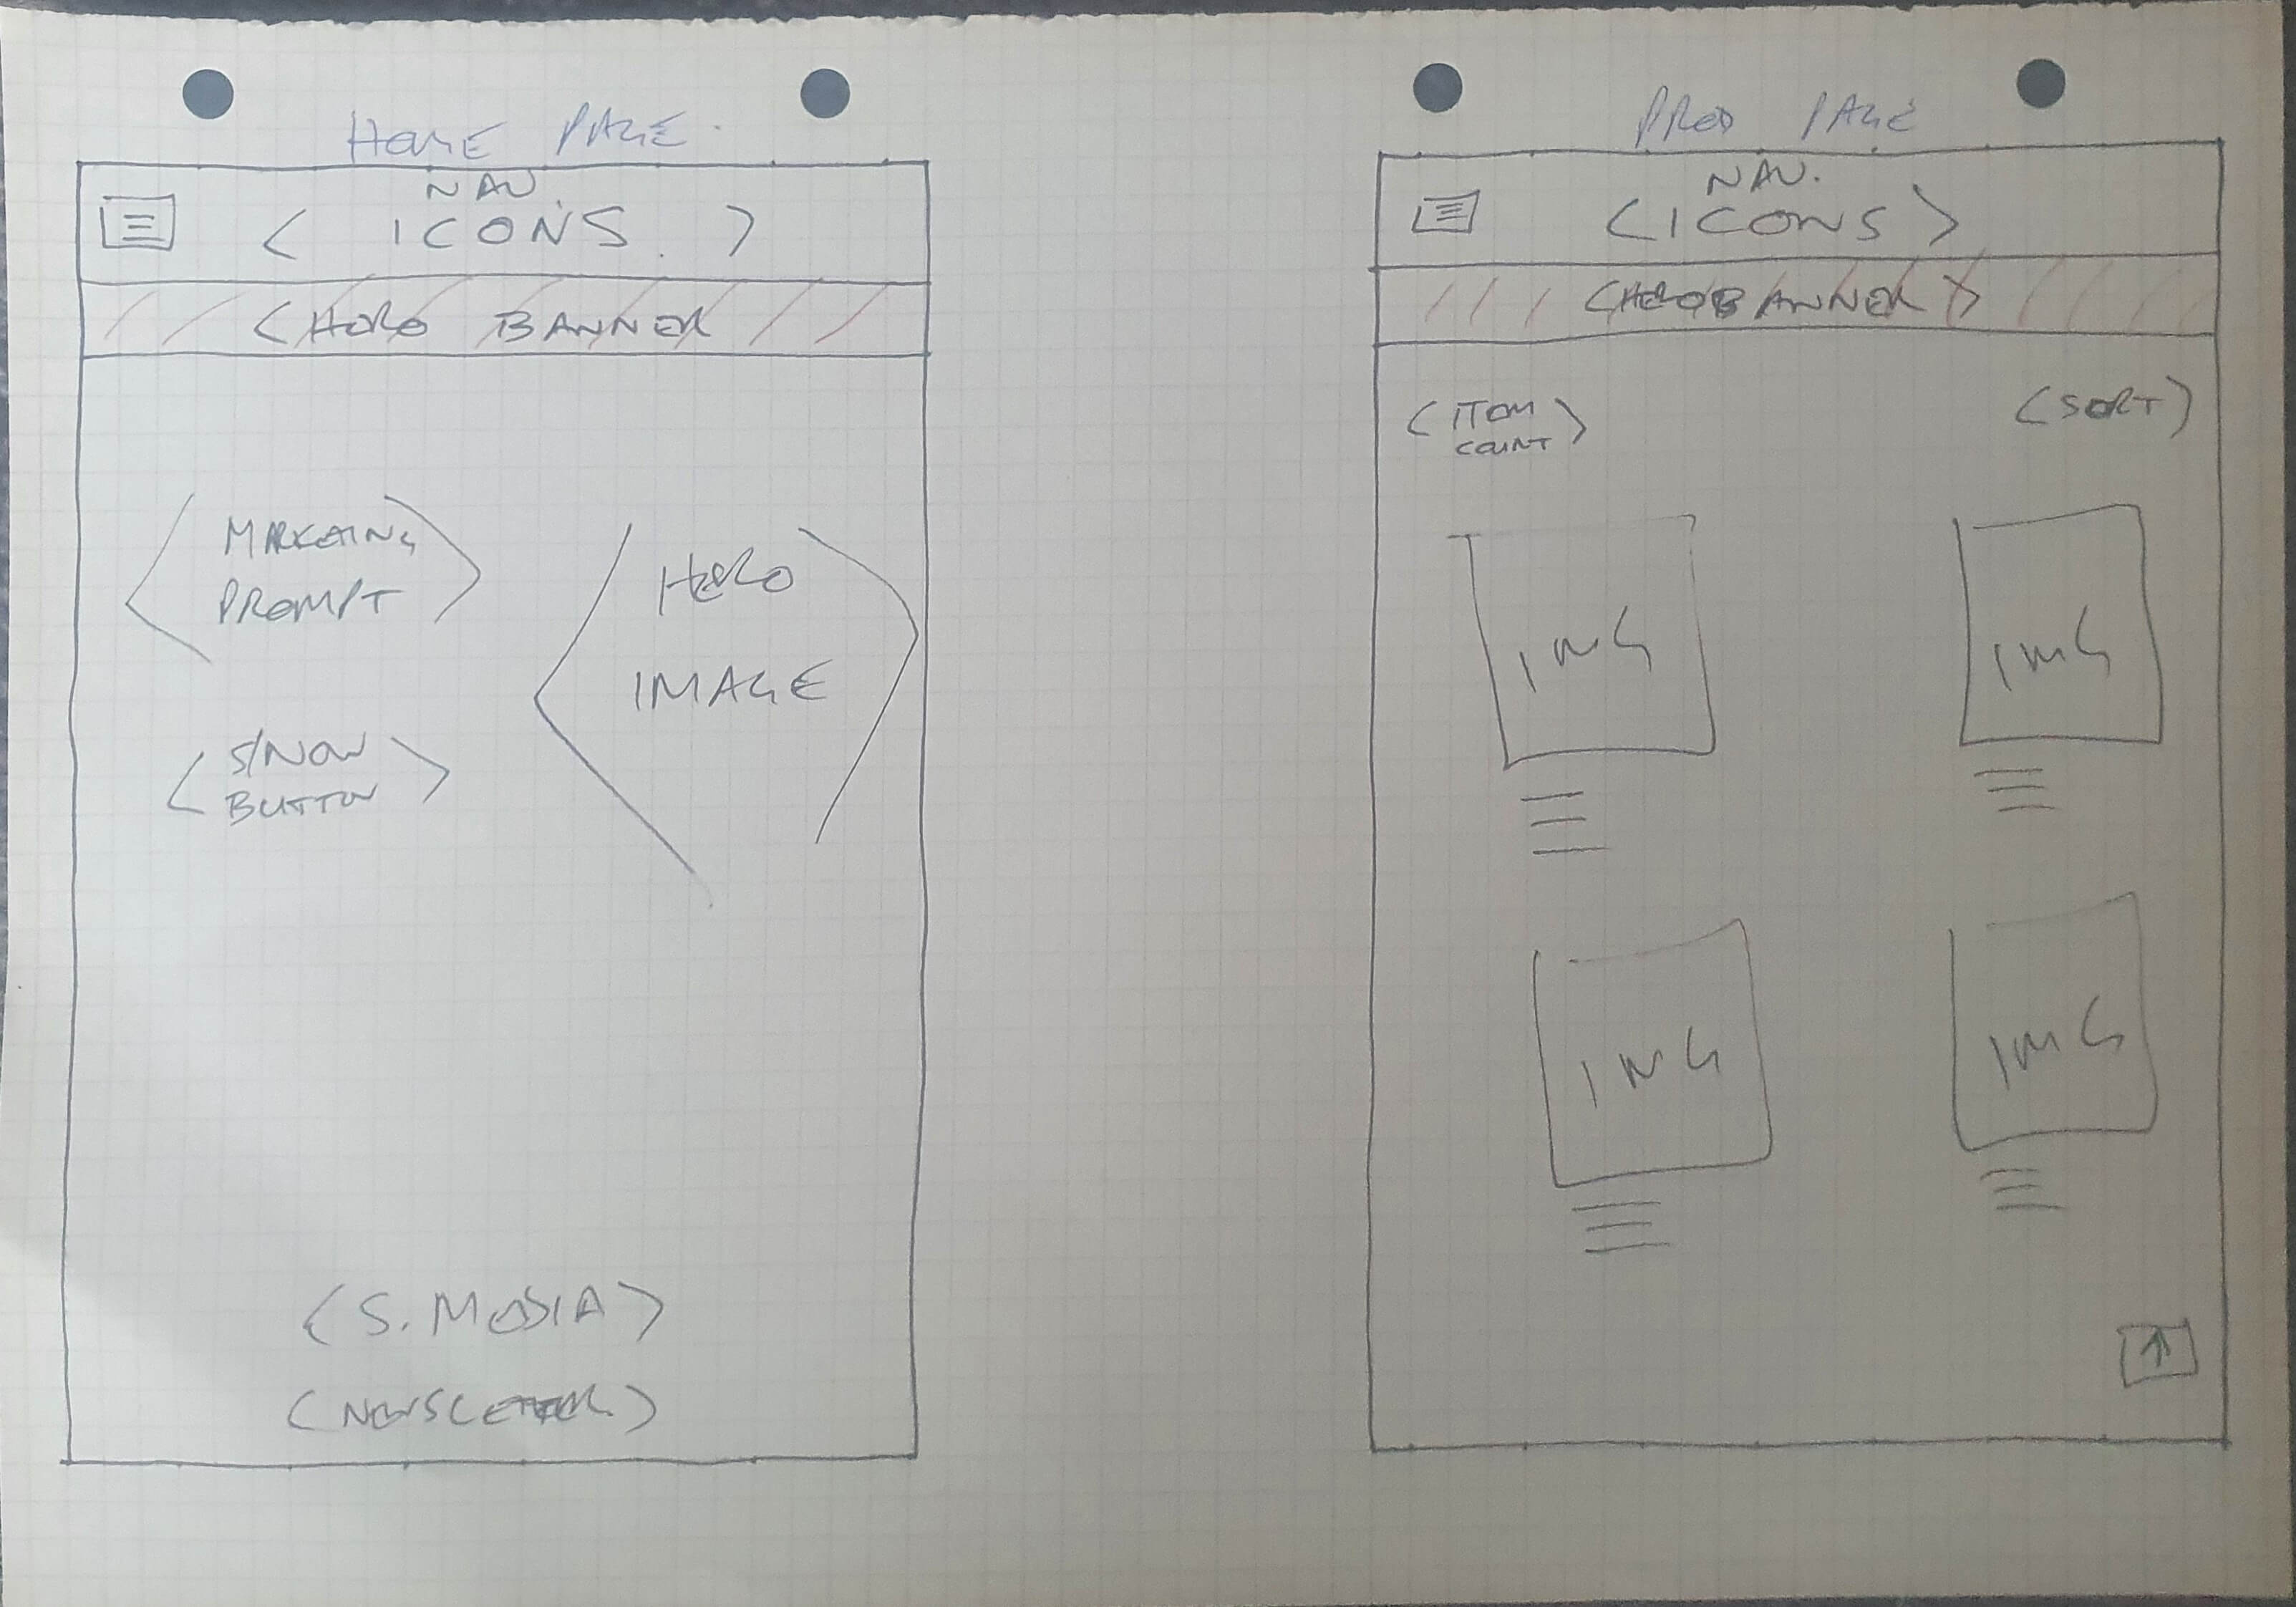 HOME PAGE.
NAV.
< ICONS. >
< HERO BANNER
< MARKETING
PROMPT >
< HERO
IMAGE >
< S/NOW
BUTTON >
< S. MEDIA >
( NEWSLETTER )
PROD PAGE
NAV.
< ICONS >
< HERO BANNER >
< ITEM
COUNT >
( SORT )
IMG
IMG
IMG
IMG